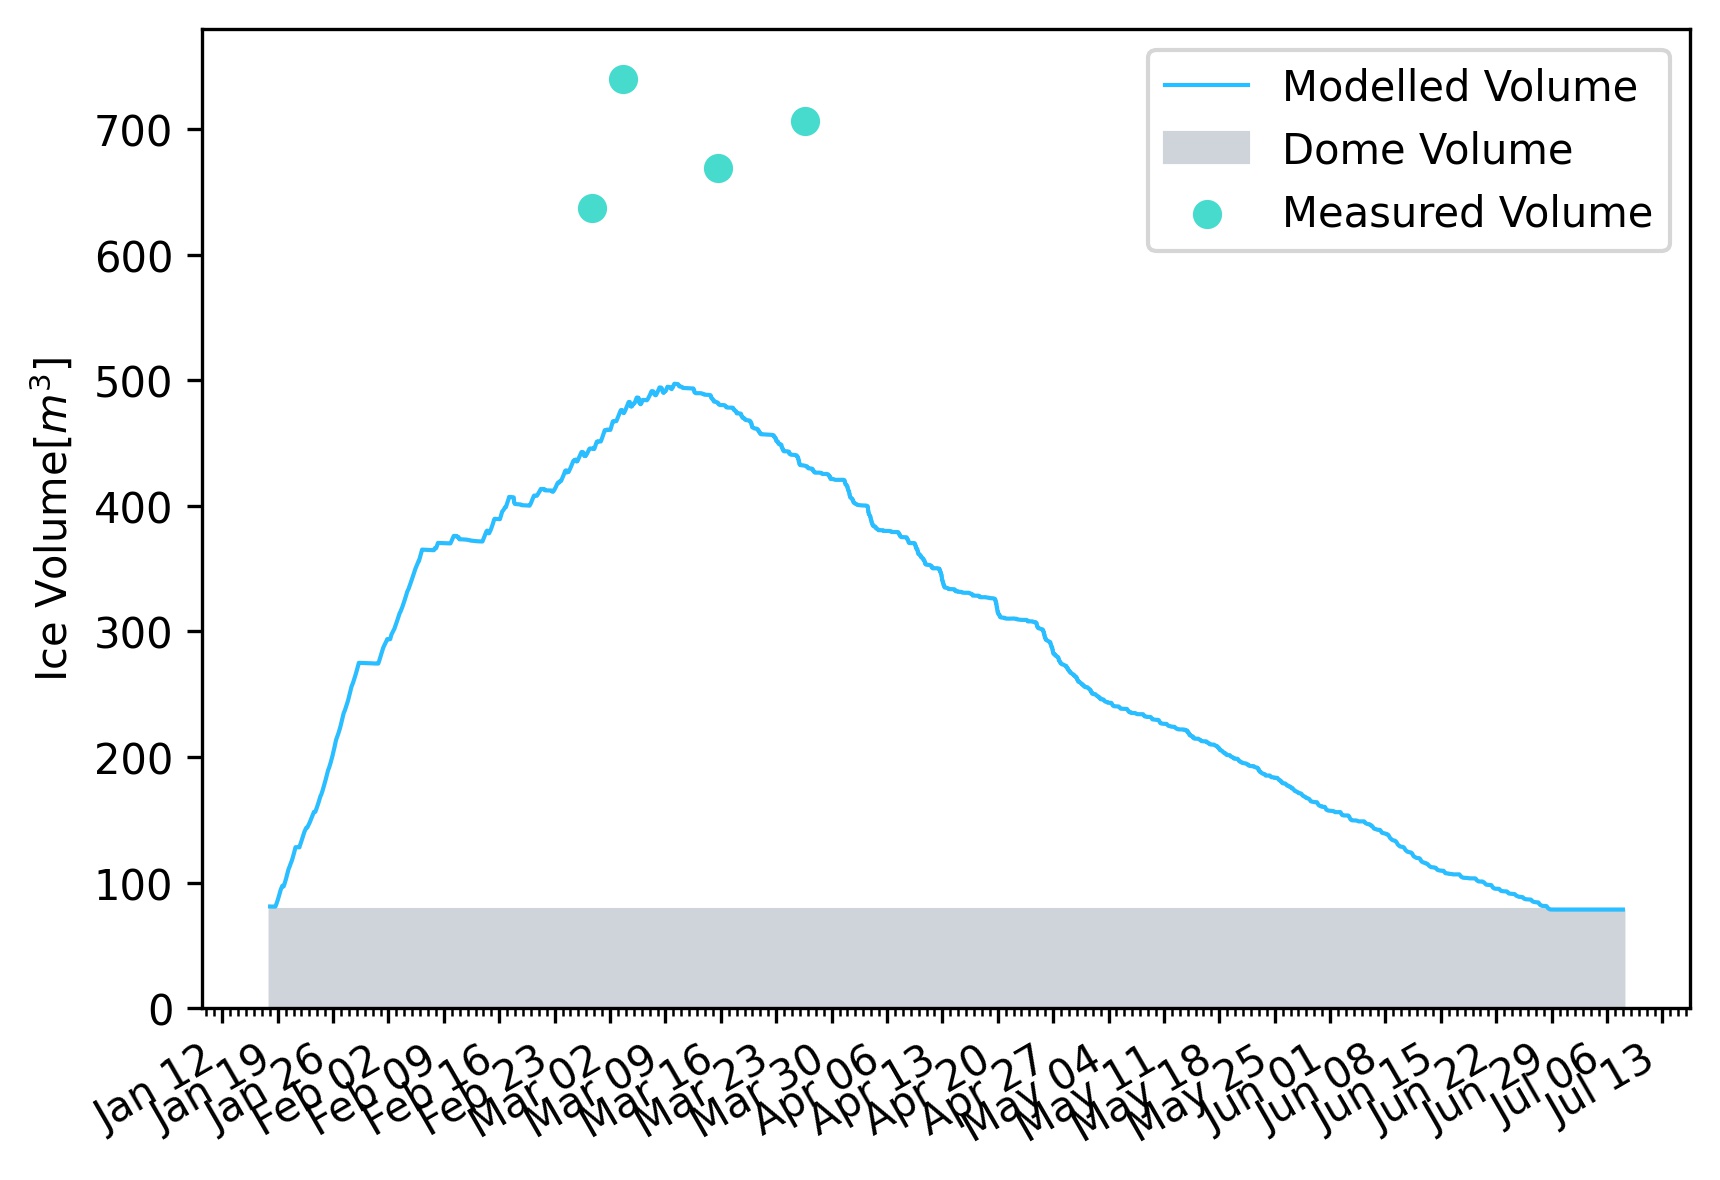 Modelled Volume
Dome Volume
Measured Volume
Ice Volume[m³]
700
600
500
400
300
200
100
0
Jan 12
Jan 19
Jan 26
Feb 02
Feb 09
Feb 16
Feb 23
Mar 02
Mar 09
Mar 16
Mar 23
Mar 30
Apr 06
Apr 13
Apr 20
Apr 27
May 04
May 11
May 18
May 25
Jun 01
Jun 08
Jun 15
Jun 22
Jun 29
Jul 06
Jul 13